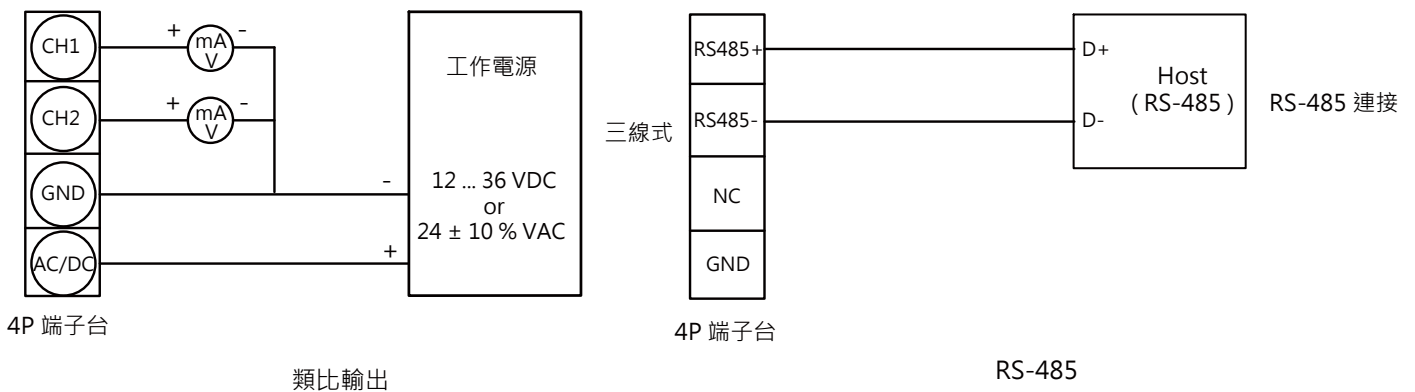 CH1
+
mA
V
-
CH2
+
mA
V
-
GND
AC/DC
4P 端子台
-
+
工作電源
12 ... 36 VDC
or
24 ± 10 % VAC
三線式
類比輸出
RS485+
RS485-
NC
GND
4P 端子台
D+
D-
Host
( RS-485 )
RS-485 連接
RS-485